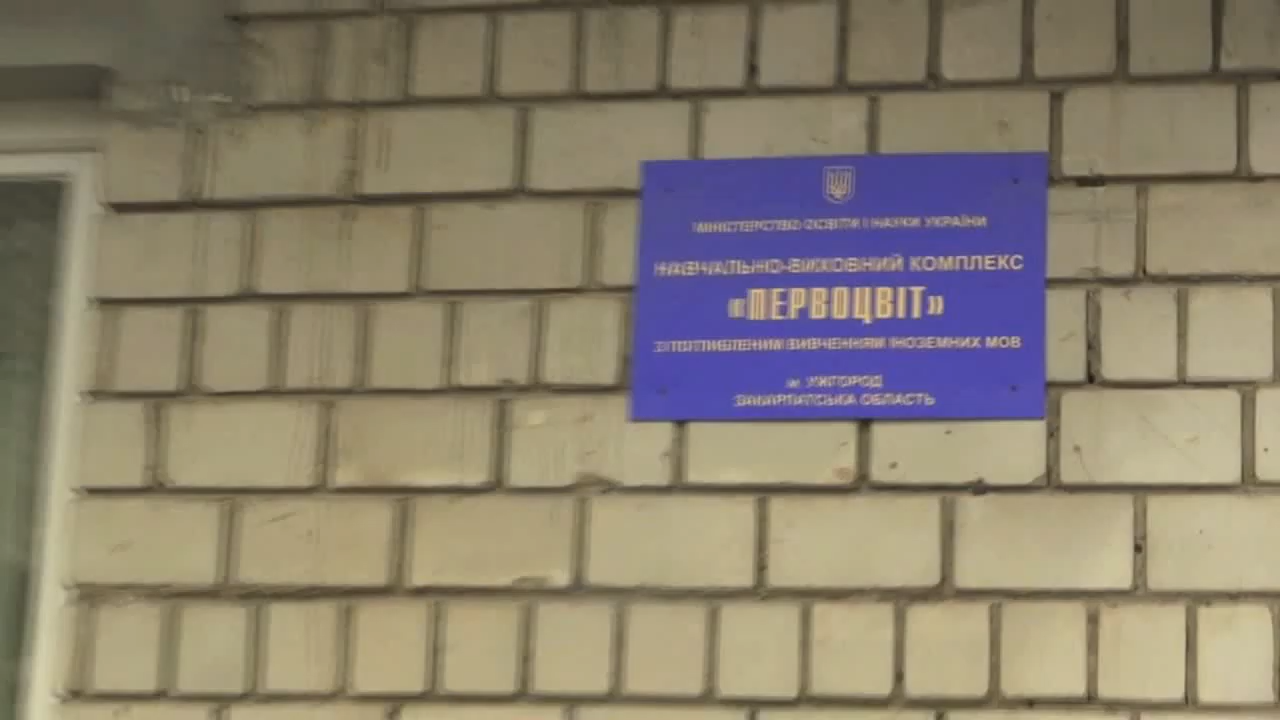 МІНІСТЕРСТВО ОСВІТИ І НАУКИ УКРАЇНИ
НАВЧАЛЬНО-ВИХОВНИЙ КОМПЛЕКС
«ПЕРВОЦВІТ»
З ПОГЛИБЛЕНИМ ВИВЧЕННЯМ ІНОЗЕМНИХ МОВ
м. УЖГОРОД
ЗАКАРПАТСЬКА ОБЛАСТЬ